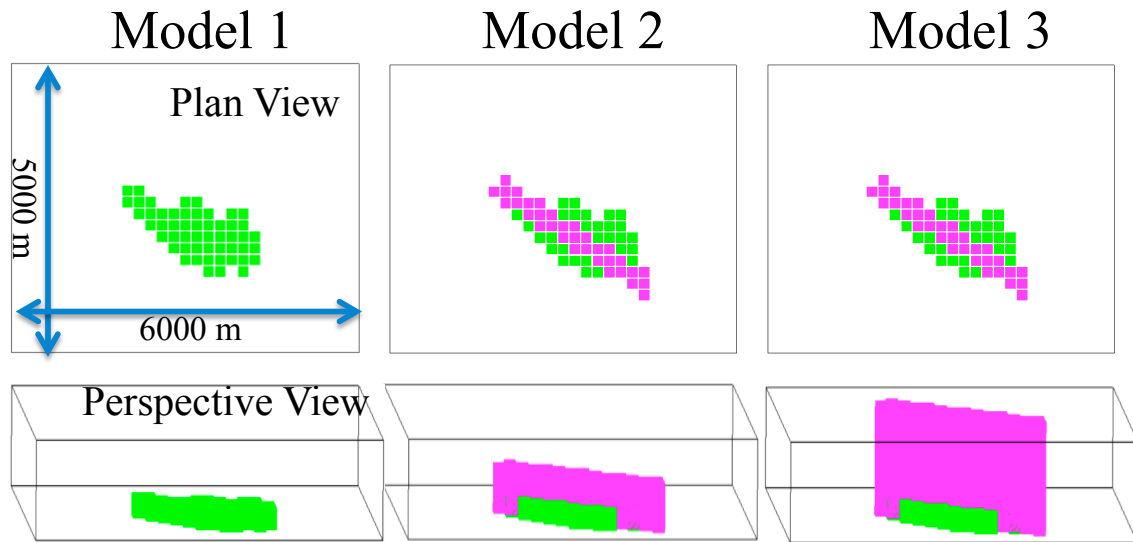 Model 1
Model 2
Model 3
Plan View
5000 m
6000 m
Perspective View